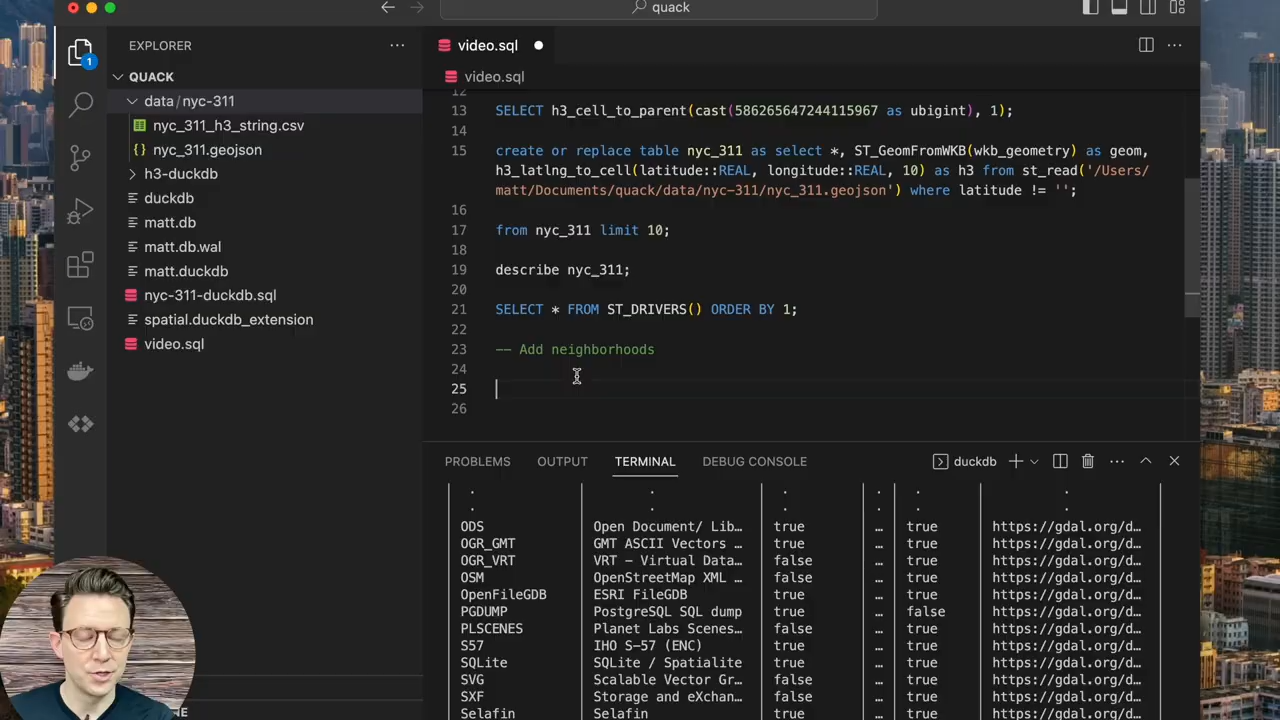 quack
EXPLORER
QUACK
data/nyc-311
nyc_311_h3_string.csv
{} nyc_311.geojson
h3-duckdb
duckdb
matt.db
matt.db.wal
matt.duckdb
nyc-311-duckdb.sql
spatial.duckdb_extension
video.sql
1
video.sql
video.sql
12
13 SELECT h3_cell_to_parent(cast(586265647244115967 as ubigint), 1);
14
15 create or replace table nyc_311 as select *, ST_GeomFromWKB(wkb_geometry) as geom,
h3_latlng_to_cell(latitude::REAL, longitude::REAL, 10) as h3 from st_read('/Users/
matt/Documents/quack/data/nyc-311/nyc_311.geojson') where latitude != '';
16
17 from nyc_311 limit 10;
18
19 describe nyc_311;
20
21 SELECT * FROM ST_DRIVERS() ORDER BY 1;
22
23 -- Add neighborhoods
24
25
26
PROBLEMS OUTPUT TERMINAL DEBUG CONSOLE duckdb
· · · · · ·
· · · · · ·
ODS Open Document/ Lib… true … true https://gdal.org/d…
OGR_GMT GMT ASCII Vectors … true … true https://gdal.org/d…
OGR_VRT VRT – Virtual Data… false … true https://gdal.org/d…
OSM OpenStreetMap XML … false … true https://gdal.org/d…
OpenFileGDB ESRI FileGDB true … true https://gdal.org/d…
PGDUMP PostgreSQL SQL dump true … false https://gdal.org/d…
PLSCENES Planet Labs Scenes… false … true https://gdal.org/d…
S57 IHO S-57 (ENC) true … true https://gdal.org/d…
SQLite SQLite / Spatialite true … true https://gdal.org/d…
SVG Scalable Vector Gr… false … true https://gdal.org/d…
SXF Storage and eXchan… false … true https://gdal.org/d…
Selafin Selafin true … true https://gdal.org/d…